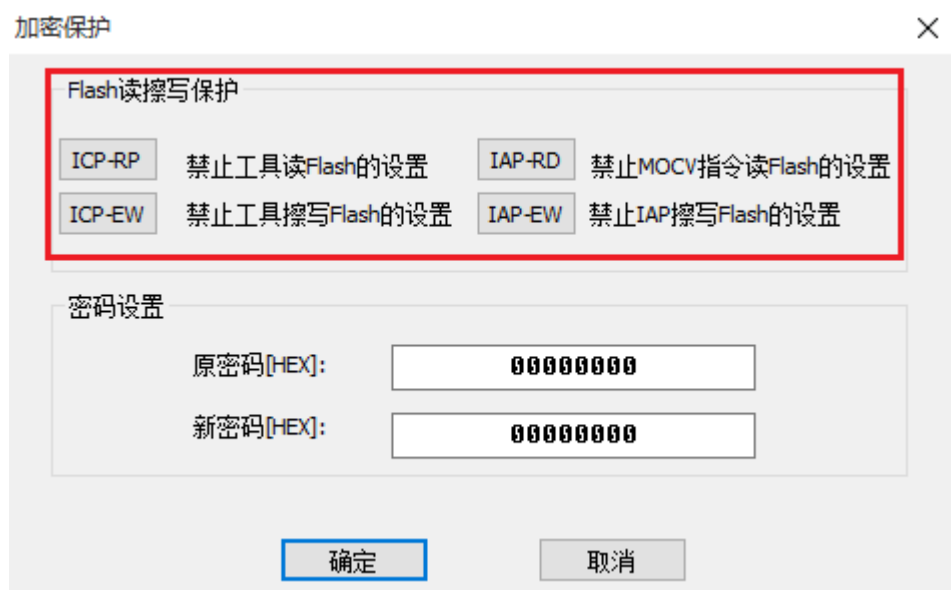 加密保护
Flash读擦写保护
ICP-RP 禁止工具读Flash的设置 IAP-RD 禁止MOCV指令读Flash的设置
ICP-EW 禁止工具擦写Flash的设置 IAP-EW 禁止IAP擦写Flash的设置
密码设置
原密码[HEX]: 00000000
新密码[HEX]: 00000000
确定 取消